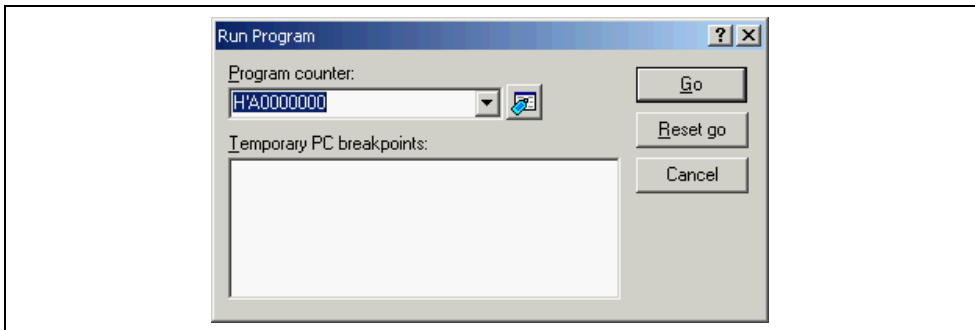 Run Program
Program counter:
H'A0000000
Temporary PC breakpoints:
Go
Reset go
Cancel